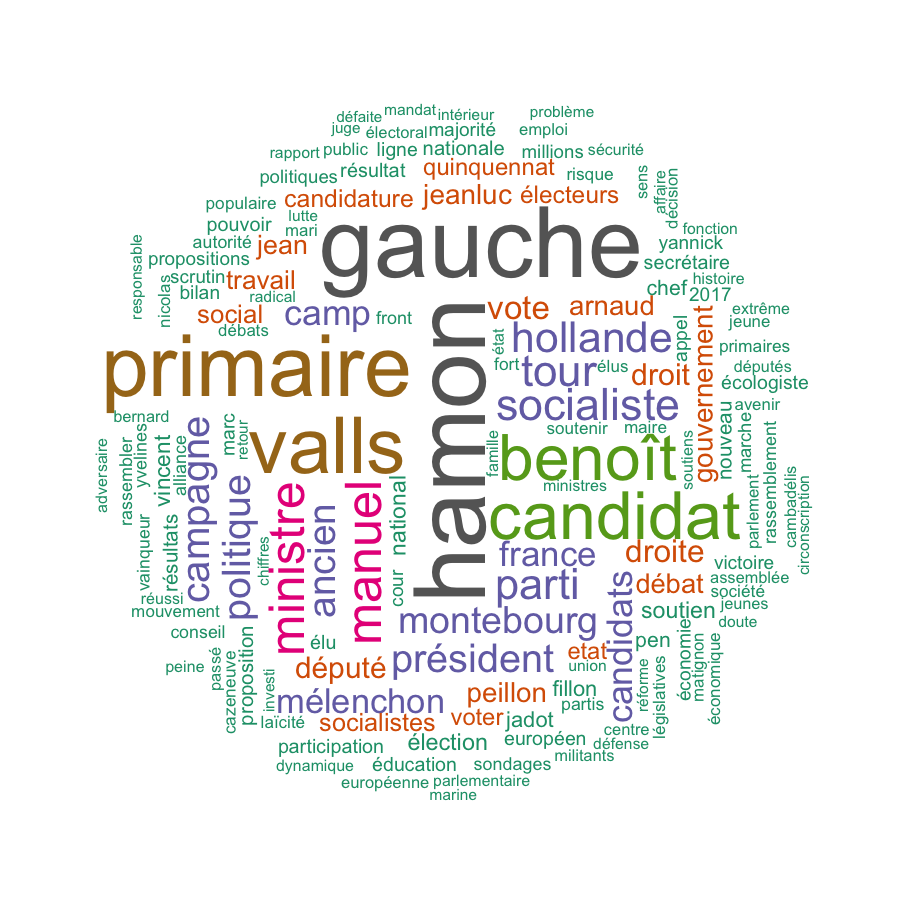 défaite
mandat
intérieur
problème
juge
électoral
majorité
emploi
rapport
public
ligne
nationale
millions
sécurité
politiques
résultat
quinquennat
risque
sens
affaire
décision
populaire
candidature
jeanluc
électeurs
pouvoir
lutte
mari
gauche
fonction
yannick
autorité
jean
propositions
secrétaire
responsable
nicolas
scrutin
travail
bilan
radical
chef
histoire
2017
social
camp
front
débats
vote
arnaud
extrême
jeune
hamon
état
hollande
appel
gouvernement
primaires
primaire
fort
tour
élus
droit
députés
écologiste
socialiste
nouveau
avenir
marche
bernard
campagne
marc
retour
valls
soutenir
maire
famille
benoît
soutiens
rassemblement
adversaire
rassembler
yvelines
vincent
alliance
politique
ministre
ancien
manuel
national
ministres
candidat
parlement
cambadélis
circonscription
vainqueur
résultats
chiffres
cour
france
droite
victoire
réussi
mouvement
parti
débat
assemblée
société
jeunes
candidats
soutien
doute
conseil
élu
montebourg
pen
économie
matignon
économique
peine
passé
cazeneuve
proposition
investi
député
président
etat
union
réforme
législatives
mélenchon
peillon
fillon
partis
laïcité
socialistes
voter
jadot
centre
participation
élection
européen
défense
militants
dynamique
éducation
sondages
européenne
parlementaire
marine